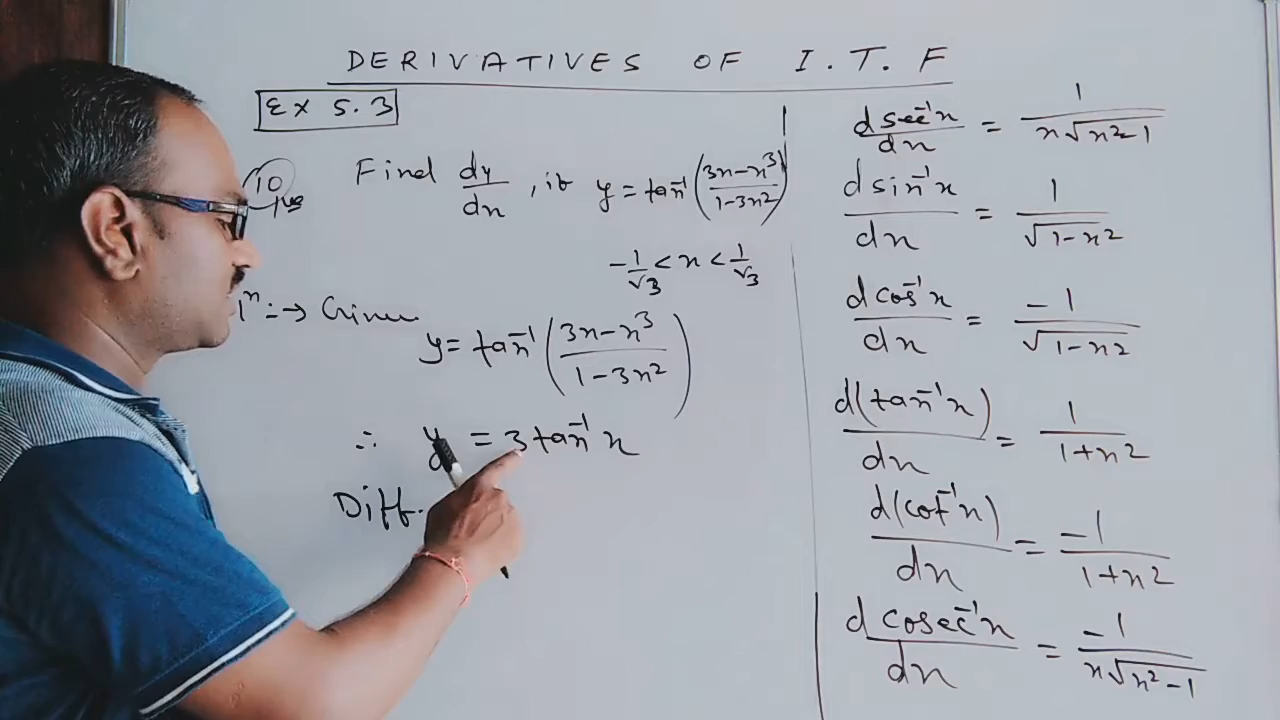 DERIVATIVES OF I.T.F
Ex 5.3
10 Find dy/dx, if y = tan⁻¹((3x-x³)/(1-3x²))
-1/√3 < x < 1/√3
1ⁿ:→ Given
y = tan⁻¹((3x-x³)/(1-3x²))
∴ y = 3tan⁻¹x
Diff.
d sec⁻¹x/dx = 1/(x√(x²-1))
d sin⁻¹x/dx = 1/√(1-x²)
d cos⁻¹x/dx = -1/√(1-x²)
d(tan⁻¹x)/dx = 1/(1+x²)
d(cot⁻¹x)/dx = -1/(1+x²)
d cosec⁻¹x/dx = -1/(x√(x²-1))